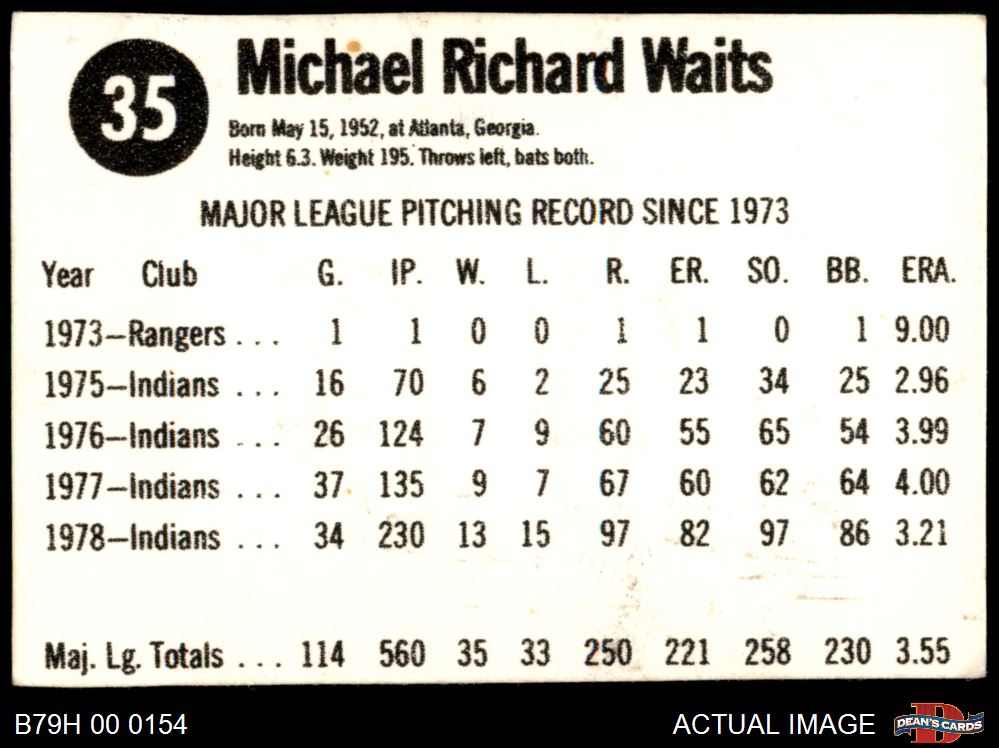 35
Michael Richard Waits
Born May 15, 1952, at Atlanta, Georgia.
Height 6.3. Weight 195. Throws left, bats both.
MAJOR LEAGUE PITCHING RECORD SINCE 1973
Year Club G. IP. W. L. R. ER. SO. BB. ERA.
1973—Rangers ... 1 1 0 0 1 1 0 1 9.00
1975—Indians ... 16 70 6 2 25 23 34 25 2.96
1976—Indians ... 26 124 7 9 60 55 65 54 3.99
1977—Indians ... 37 135 9 7 67 60 62 64 4.00
1978—Indians ... 34 230 13 15 97 82 97 86 3.21
Maj. Lg. Totals ... 114 560 35 33 250 221 258 230 3.55
B79H 00 0154 ACTUAL IMAGE D DEAN'S CARDS